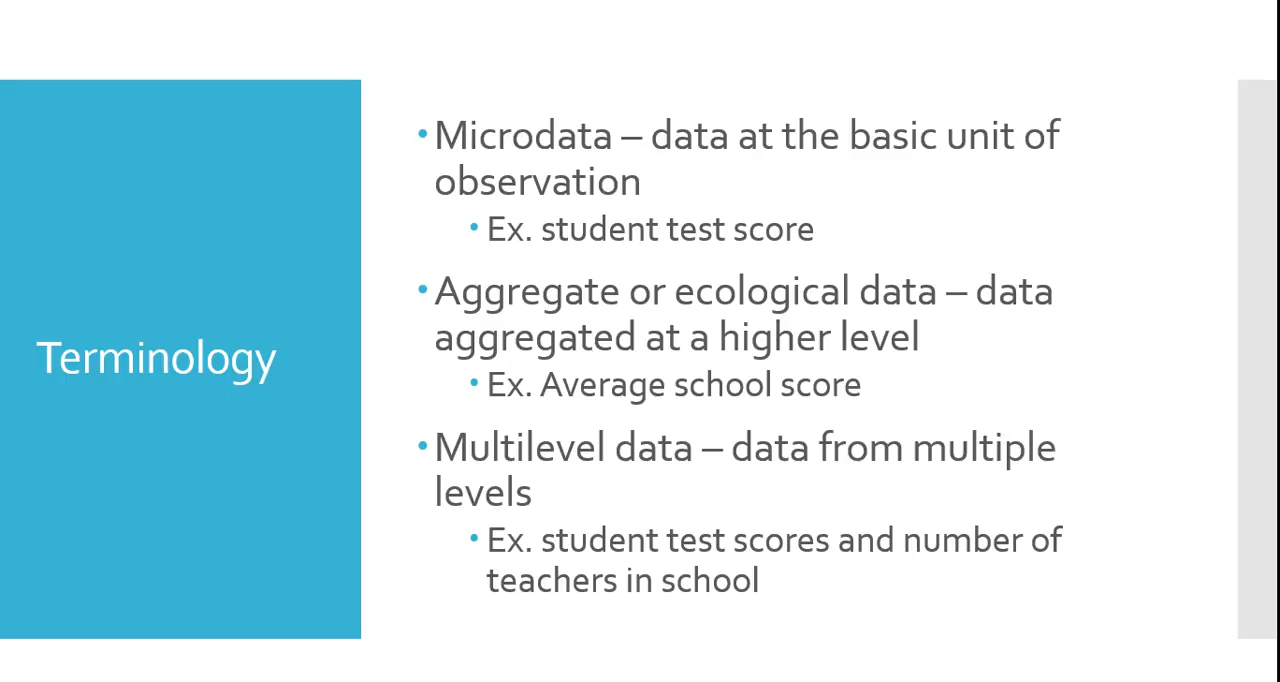 Terminology
• Microdata – data at the basic unit of
observation
• Ex. student test score
• Aggregate or ecological data – data
aggregated at a higher level
• Ex. Average school score
• Multilevel data – data from multiple
levels
• Ex. student test scores and number of
teachers in school